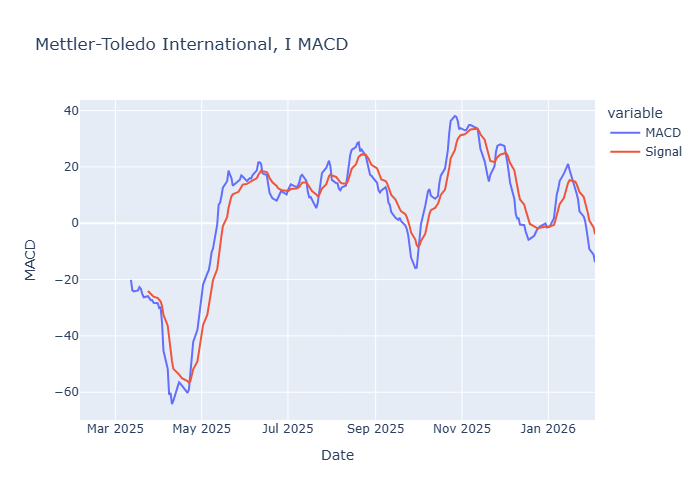 Mettler-Toledo International, I MACD
variable
MACD
Signal
MACD
40
20
0
−20
−40
−60
Mar 2025
May 2025
Jul 2025
Sep 2025
Nov 2025
Jan 2026
Date